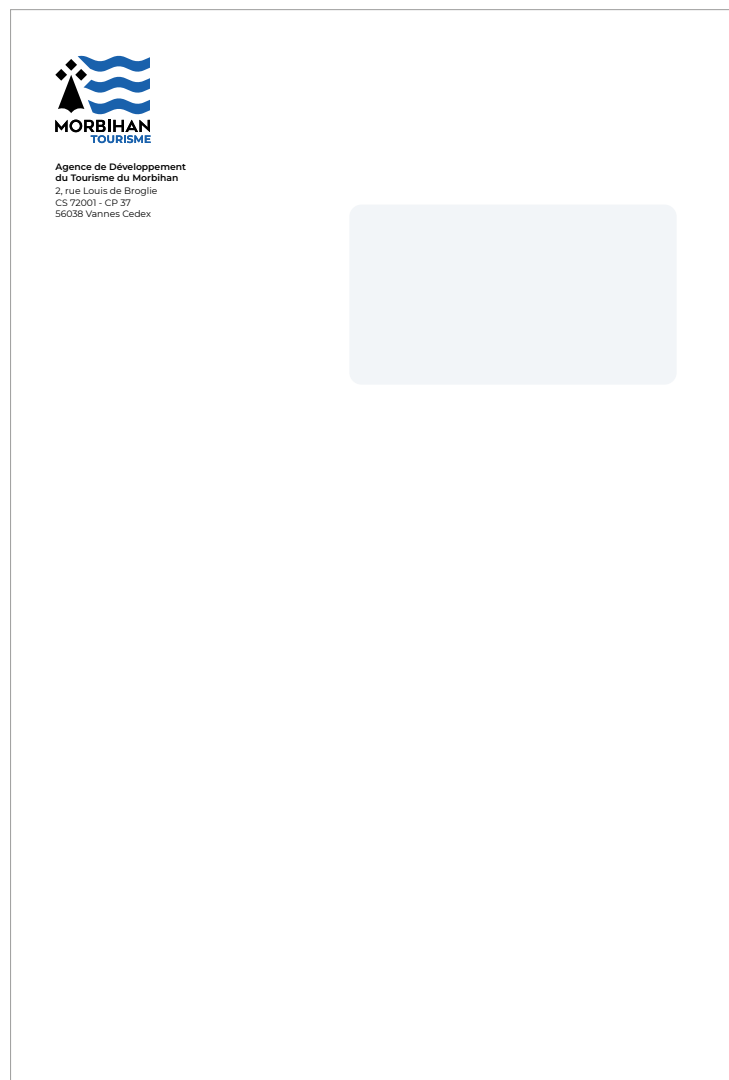 MORBIHAN
TOURISME
Agence de Développement
du Tourisme du Morbihan
2, rue Louis de Broglie
CS 72001 - CP 37
56038 Vannes Cedex